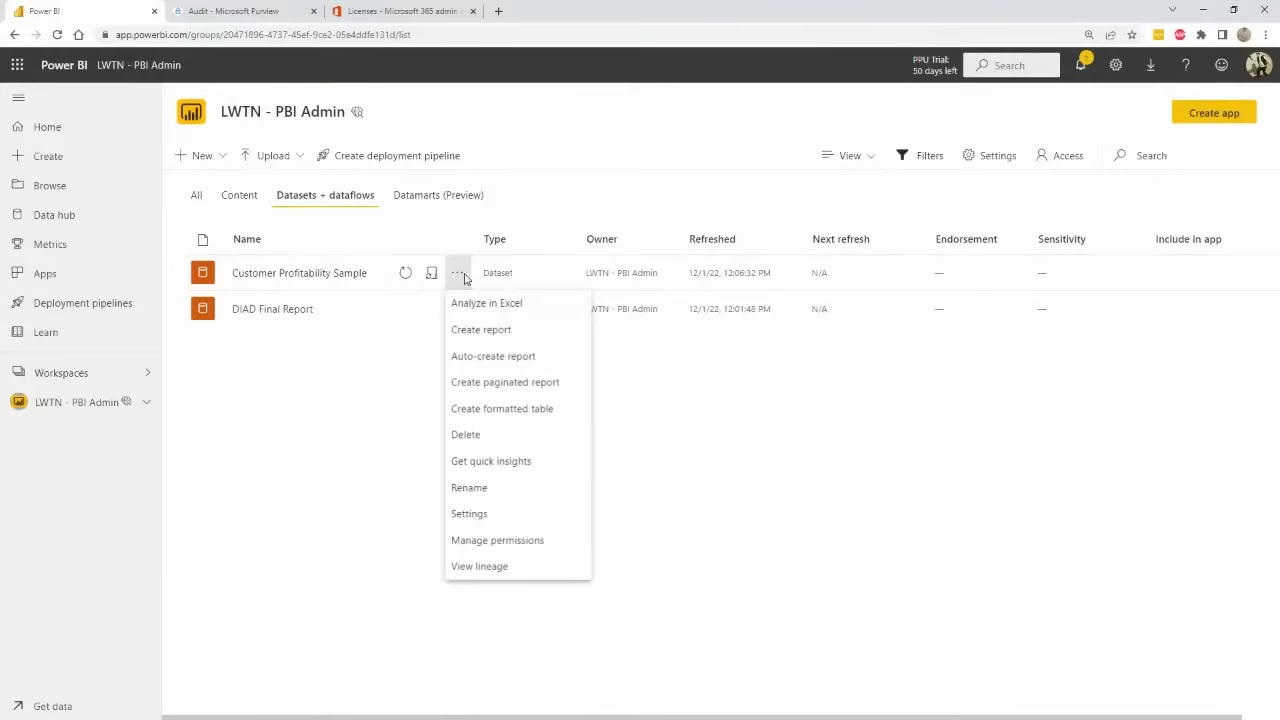 Power BI
Audit - Microsoft Purview
Licenses - Microsoft 365 admin
app.powerbi.com/groups/20471896-4737-45ef-9ce2-05e4ddfe131d/list
Power BI LWTN - PBI Admin
PPU Trial:
50 days left
Search
Home
Create
Browse
Data hub
Metrics
Apps
Deployment pipelines
Learn
Workspaces
LWTN - PBI Admin
Get data
LWTN - PBI Admin
Create app
New Upload Create deployment pipeline View Filters Settings Access Search
All Content Datasets + dataflows Datamarts (Preview)
Name Type Owner Refreshed Next refresh Endorsement Sensitivity Include in app
Customer Profitability Sample Dataset LWTN - PBI Admin 12/1/22, 12:06:32 PM N/A — —
DIAD Final Report WTN - PBI Admin 12/1/22, 12:01:48 PM N/A — —
Analyze in Excel
Create report
Auto-create report
Create paginated report
Create formatted table
Delete
Get quick insights
Rename
Settings
Manage permissions
View lineage